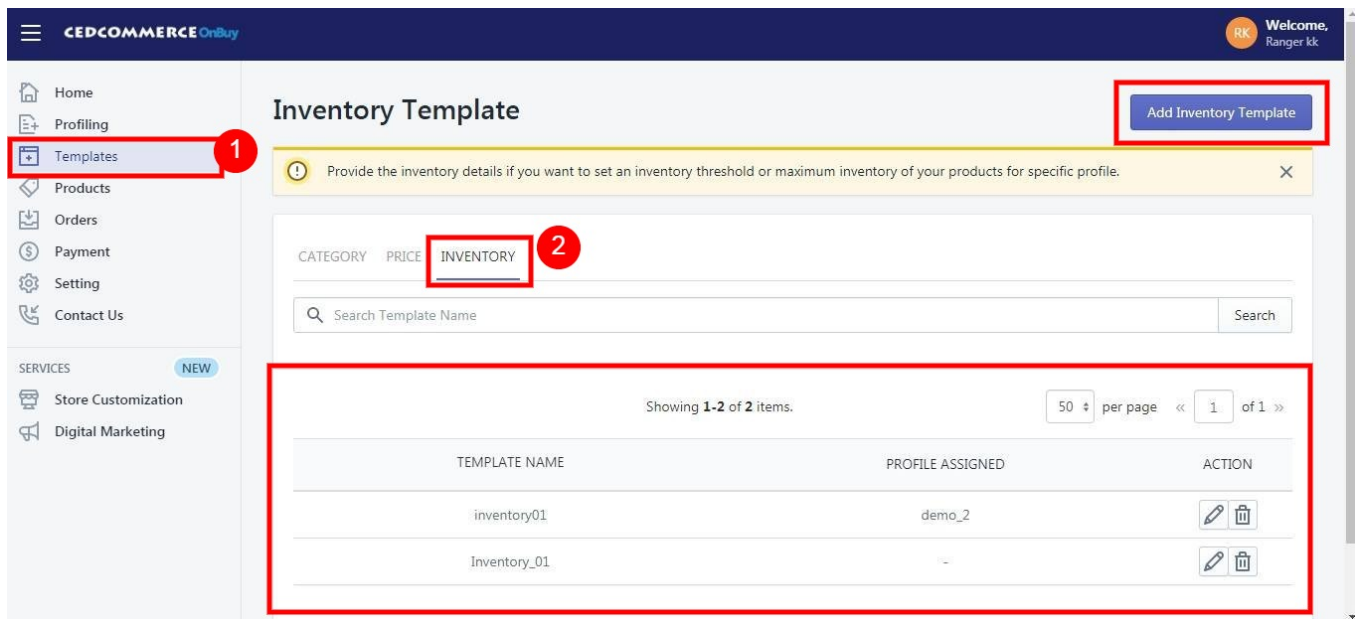 CEDCOMMERCE OnBuy
RK
Welcome,
Ranger kk
Home
Profiling
Templates
1
Products
Orders
Payment
Setting
Contact Us
SERVICES NEW
Store Customization
Digital Marketing
Inventory Template
Add Inventory Template
Provide the inventory details if you want to set an inventory threshold or maximum inventory of your products for specific profile.
CATEGORY PRICE INVENTORY
2
Search Template Name
Search
Showing 1-2 of 2 items.
50 per page « 1 of 1 »
TEMPLATE NAME PROFILE ASSIGNED ACTION
inventory01 demo_2
Inventory_01 -